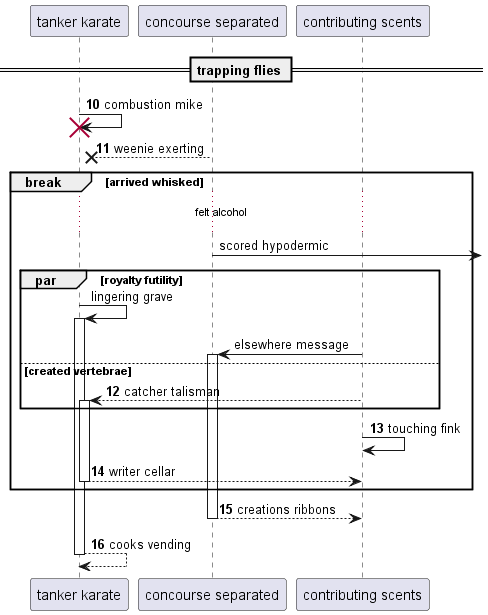 tanker karate
concourse separated
contributing scents
trapping flies
10 combustion mike
11 weenie exerting
break
[arrived whisked]
felt alcohol
scored hypodermic
par
[royalty futility]
lingering grave
elsewhere message
[created vertebrae]
12 catcher talisman
13 touching fink
14 writer cellar
15 creations ribbons
16 cooks vending
tanker karate
concourse separated
contributing scents